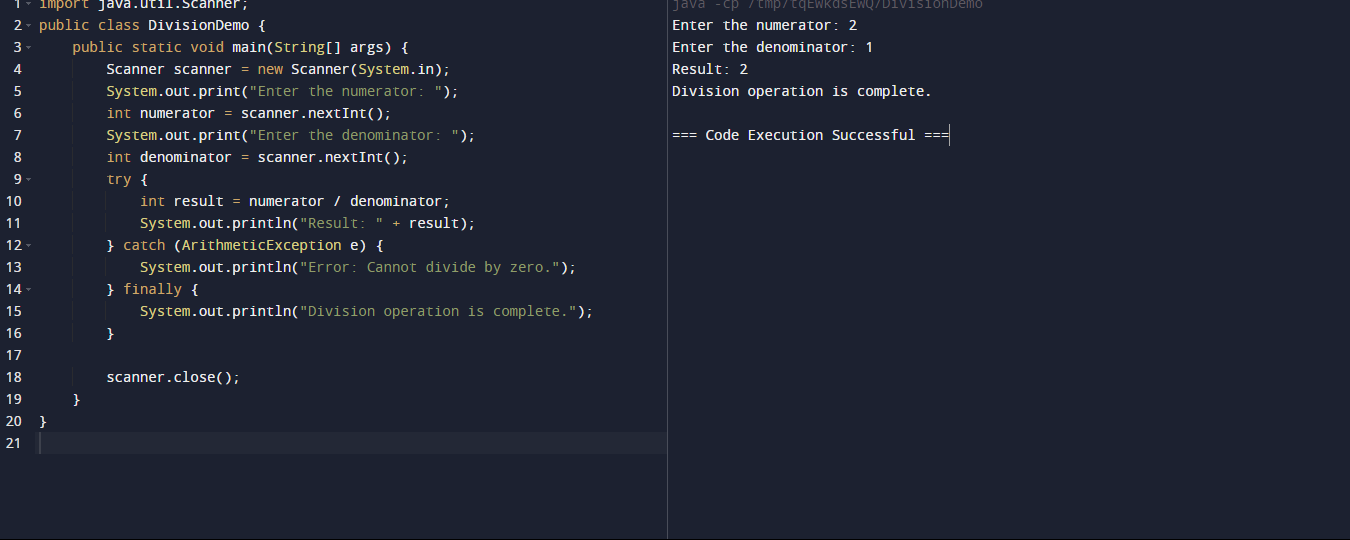 1 import java.util.Scanner;
2 public class DivisionDemo {
3 public static void main(String[] args) {
4 Scanner scanner = new Scanner(System.in);
5 System.out.print("Enter the numerator: ");
6 int numerator = scanner.nextInt();
7 System.out.print("Enter the denominator: ");
8 int denominator = scanner.nextInt();
9 try {
10 int result = numerator / denominator;
11 System.out.println("Result: " + result);
12 } catch (ArithmeticException e) {
13 System.out.println("Error: Cannot divide by zero.");
14 } finally {
15 System.out.println("Division operation is complete.");
16 }
17
18 scanner.close();
19 }
20 }
21
java -cp /tmp/tqEwkdsEwQ/DivisionDemo
Enter the numerator: 2
Enter the denominator: 1
Result: 2
Division operation is complete.
=== Code Execution Successful ===